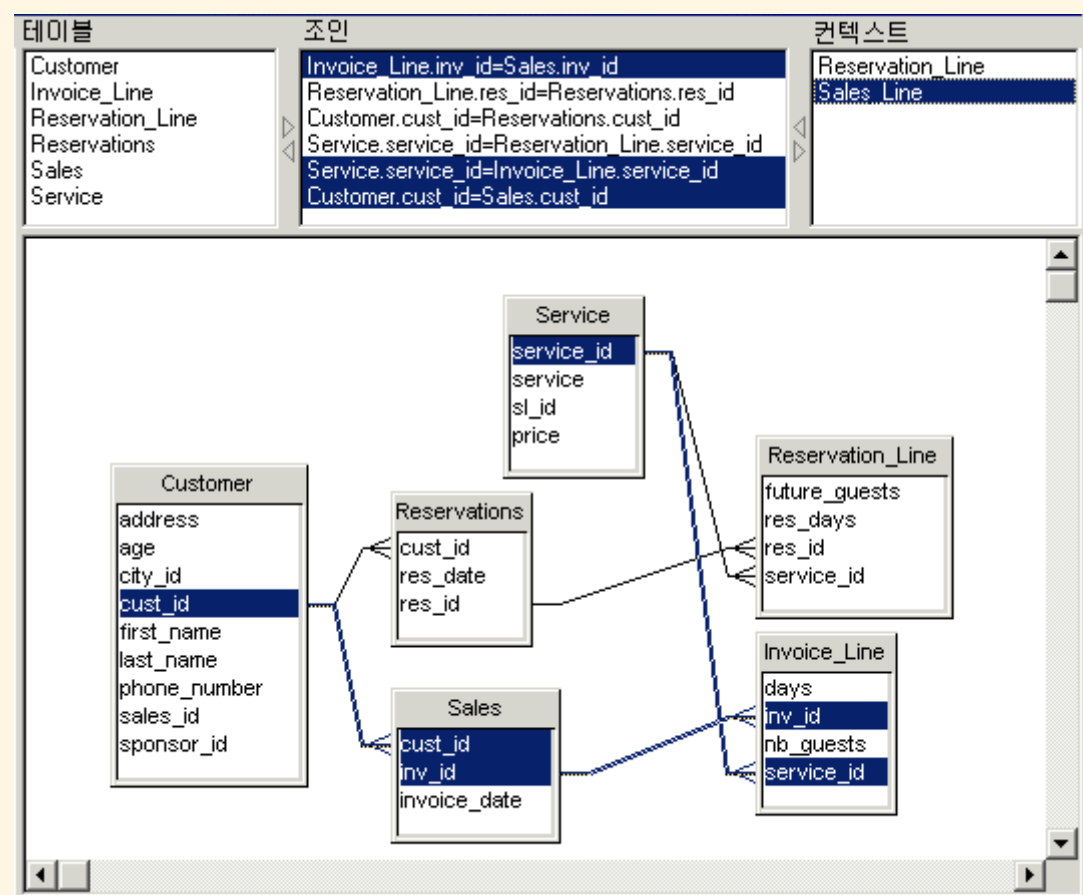 테이블
조인
컨텍스트
Customer
Invoice_Line
Reservation_Line
Reservations
Sales
Service
Invoice_Line.inv_id=Sales.inv_id
Reservation_Line.res_id=Reservations.res_id
Customer.cust_id=Reservations.cust_id
Service.service_id=Reservation_Line.service_id
Service.service_id=Invoice_Line.service_id
Customer.cust_id=Sales.cust_id
Reservation_Line
Sales_Line
Service
service_id
service
sl_id
price
Customer
address
age
city_id
cust_id
first_name
last_name
phone_number
sales_id
sponsor_id
Reservations
cust_id
res_date
res_id
Reservation_Line
future_guests
res_days
res_id
service_id
Sales
cust_id
inv_id
invoice_date
Invoice_Line
days
inv_id
nb_guests
service_id